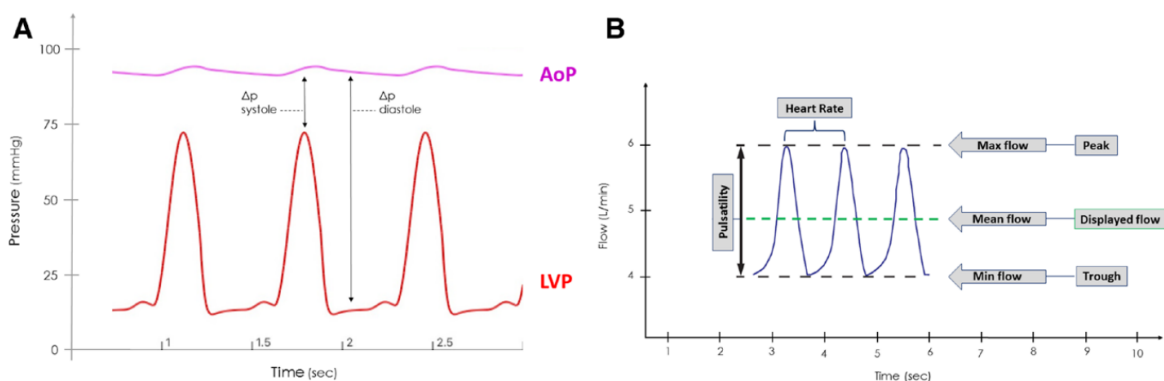 A
100
75
50
25
0
Pressure (mmHg)
AoP
Δp
systole
Δp
diastole
LVP
1
1.5
2
2.5
Time (sec)
B
Heart Rate
6
5
4
Flow (L/min)
Pulsatility
Max flow
Peak
Mean flow
Displayed flow
Min flow
Trough
1 2 3 4 5 6 7 8 9 10
Time (sec)